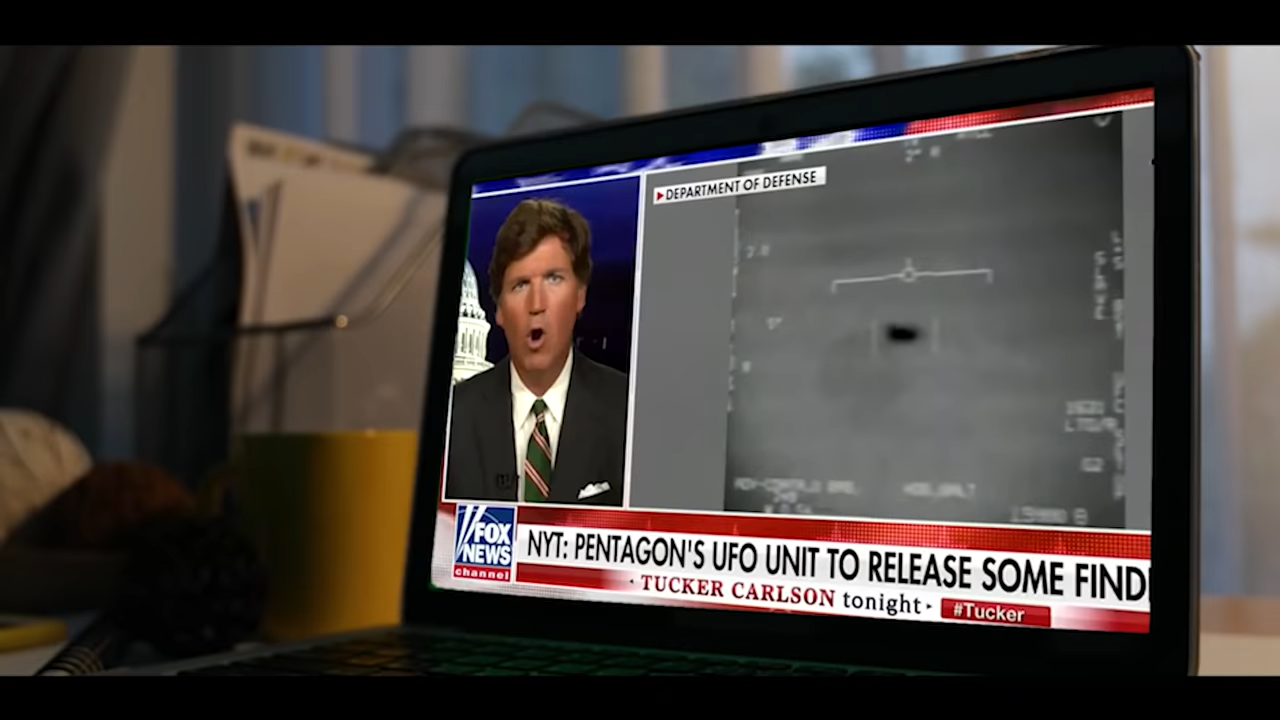 DEPARTMENT OF DEFENSE
FOX
NEWS
channel
NYT: PENTAGON'S UFO UNIT TO RELEASE SOME FIND
TUCKER CARLSON tonight
#Tucker